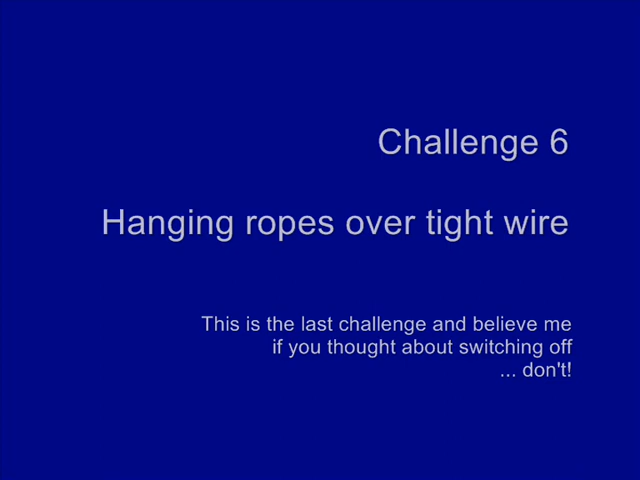 Challenge 6
Hanging ropes over tight wire
This is the last challenge and believe me
if you thought about switching off
... don't!